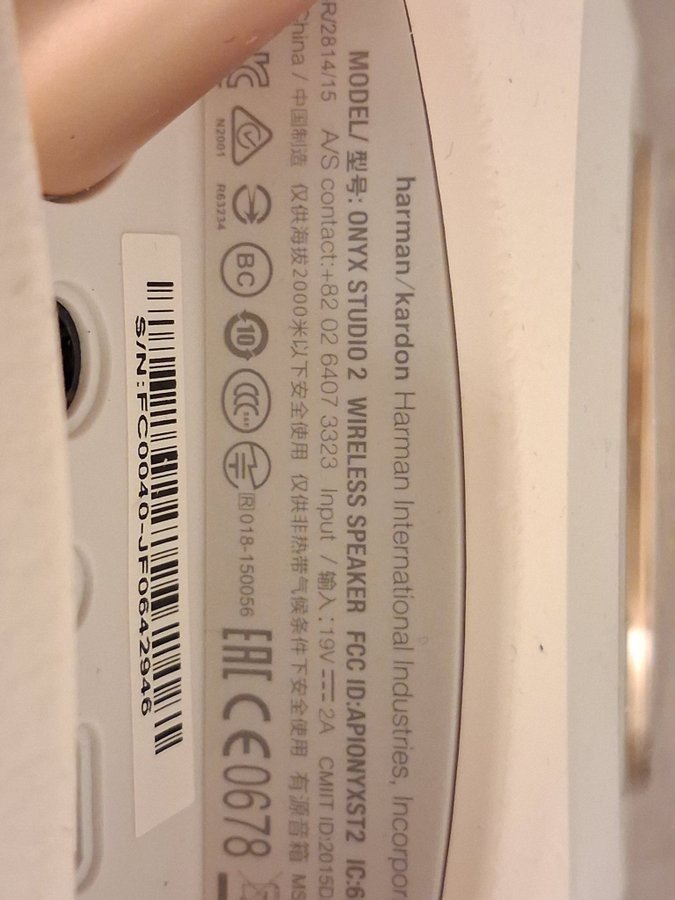 harman/kardon Harman International Industries, Incorpor
MODEL/ 型号: ONYX STUDIO 2 WIRELESS SPEAKER FCC ID:APIONYXST2 IC:6
R/2814/15 A/S contact:+82 02 6407 3323 Input / 输入:19V 2A CMIIT ID:2015D
China / 中国制造 仅供海拔2000米以下安全使用 仅供非热带气候条件下安全使用 有源音箱 MS
BC 10 CCC R 018-150056 EAC CE0678
N2001 R63234
S/N:FC0040-JF0642946